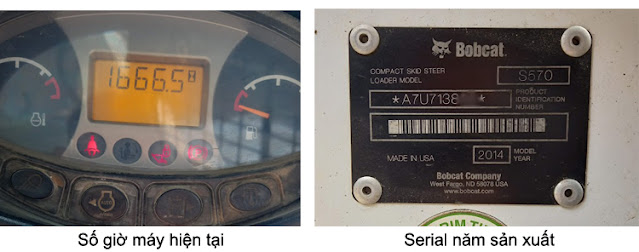 1666.5
Bobcat.
COMPACT SKID STEER
LOADER MODEL
S570
*A7U7138 *
PRODUCT
IDENTIFICATION
NUMBER
MADE IN USA
2014
MODEL
YEAR
Bobcat Company
West Fargo, ND 58078 USA
www.bobcat.com
Số giờ máy hiện tại
Serial năm sản xuất